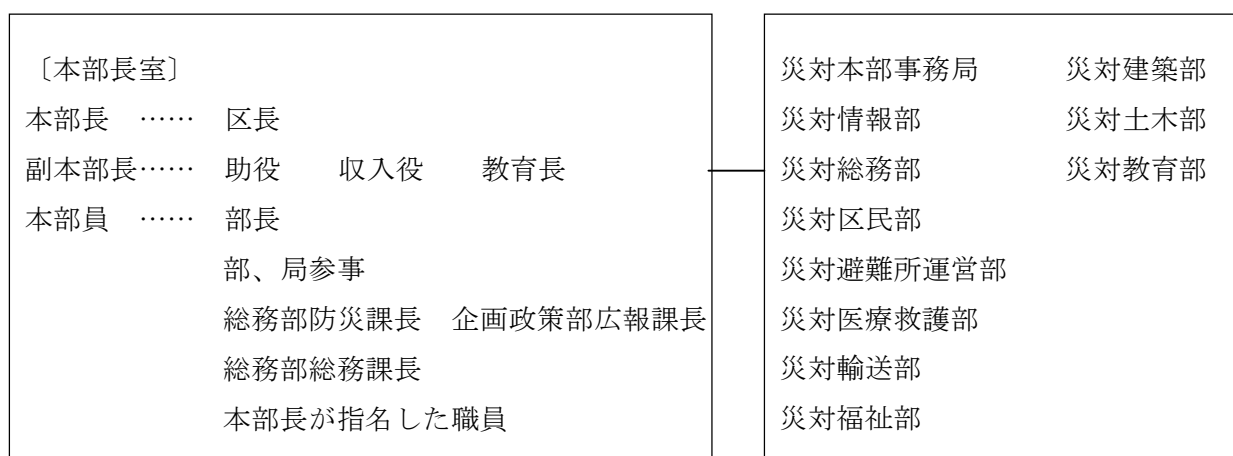 〔本部長室〕
本部長 …… 区長
副本部長…… 助役 収入役 教育長
本部員 …… 部長
部、局参事
総務部防災課長 企画政策部広報課長
総務部総務課長
本部長が指名した職員
災対本部事務局 災対建築部
災対情報部 災対土木部
災対総務部 災対教育部
災対区民部
災対避難所運営部
災対医療救護部
災対輸送部
災対福祉部